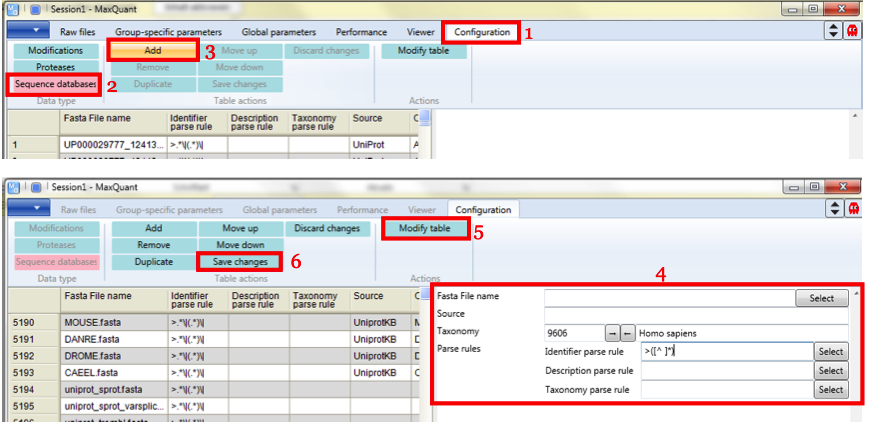 Session1 - MaxQuant
Raw files Group-specific parameters Global parameters Performance Viewer Configuration 1
Modifications Add 3 Move up Discard changes Modify table
Proteases Remove Move down
Sequence databases 2 Duplicate Save changes
Data type Table actions Actions
Fasta File name Identifier parse rule Description parse rule Taxonomy parse rule Source
1 UP000029777_12413... >.*\|(.*)\| UniProt A
Session1 - MaxQuant
Raw files Group-specific parameters Global parameters Performance Viewer Configuration
Modifications Add Move up Discard changes Modify table 5
Proteases Remove Move down
Sequence databases Duplicate Save changes 6
Data type Table actions Actions
4
Fasta File name Identifier parse rule Description parse rule Taxonomy parse rule Source
5190 MOUSE.fasta >.*\|(.*)\| UniprotKB M
5191 DANRE.fasta >.*\|(.*)\| UniprotKB D
5192 DROME.fasta >.*\|(.*)\| UniprotKB D
5193 CAEEL.fasta >.*\|(.*)\| UniprotKB C
5194 uniprot_sprot.fasta >.*\|(.*)\|
5195 uniprot_sprot_varsplic... >.*\|(.*)\|
Fasta File name Select
Source
Taxonomy 9606 → ← Homo sapiens
Parse rules Identifier parse rule >([^ ]*) Select
Description parse rule Select
Taxonomy parse rule Select